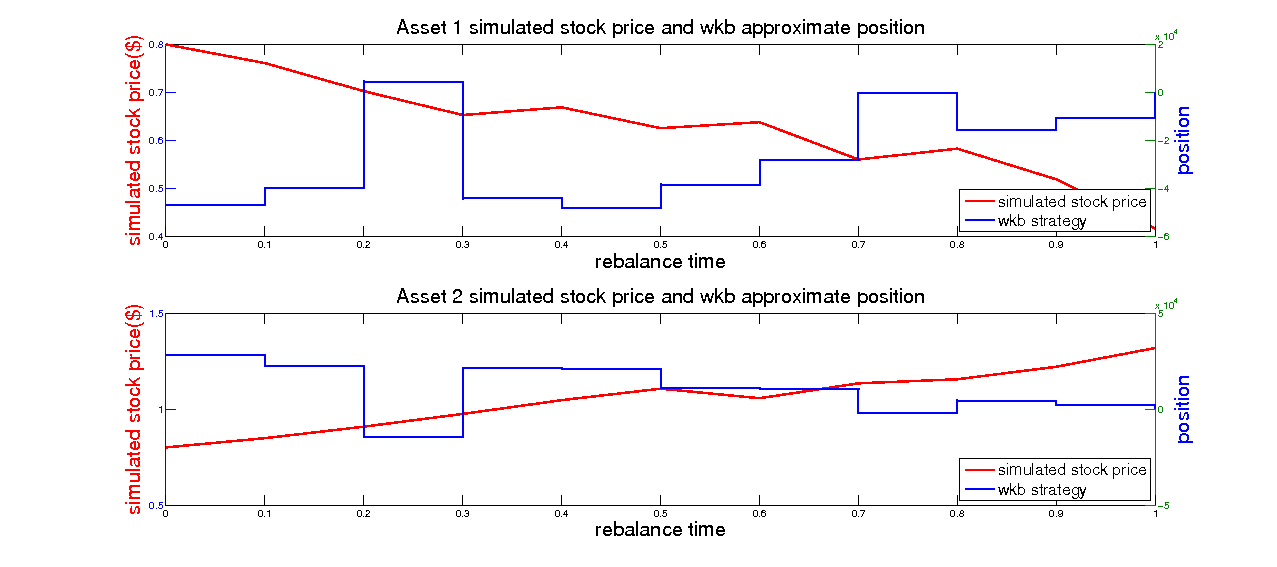 Asset 1 simulated stock price and wkb approximate position
x 10^4
simulated stock price($)
0.8
0.7
0.6
0.5
0.4
2
0
-2
-4
-6
position
simulated stock price
wkb strategy
0 0.1 0.2 0.3 0.4 0.5 0.6 0.7 0.8 0.9 1
rebalance time
Asset 2 simulated stock price and wkb approximate position
x 10^4
simulated stock price($)
1.5
1
0.5
5
0
-5
position
simulated stock price
wkb strategy
0 0.1 0.2 0.3 0.4 0.5 0.6 0.7 0.8 0.9 1
rebalance time